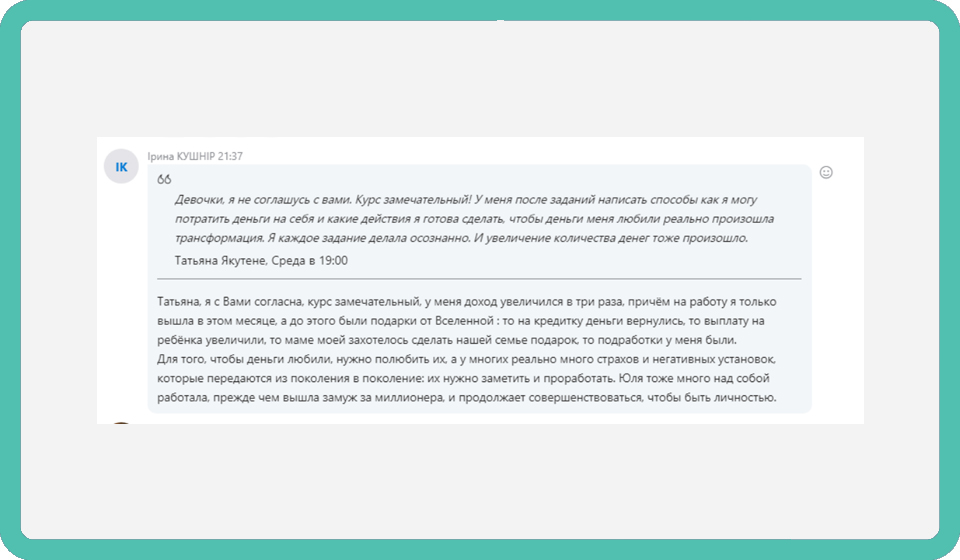 ІК
Ірина КУШНІР 21:37
Девочки, я не соглашусь с вами. Курс замечательный! У меня после заданий написать способы как я могу
потратить деньги на себя и какие действия я готова сделать, чтобы деньги меня любили реально произошла
трансформация. Я каждое задание делала осознанно. И увеличение количества денег тоже произошло.
Татьяна Якутене, Среда в 19:00
Татьяна, я с Вами согласна, курс замечательный, у меня доход увеличился в три раза, причём на работу я только
вышла в этом месяце, а до этого были подарки от Вселенной : то на кредитку деньги вернулись, то выплату на
ребёнка увеличили, то маме моей захотелось сделать нашей семье подарок, то подработки у меня были.
Для того, чтобы деньги любили, нужно полюбить их, а у многих реально много страхов и негативных установок,
которые передаются из поколения в поколение: их нужно заметить и проработать. Юля тоже много над собой
работала, прежде чем вышла замуж за миллионера, и продолжает совершенствоваться, чтобы быть личностью.